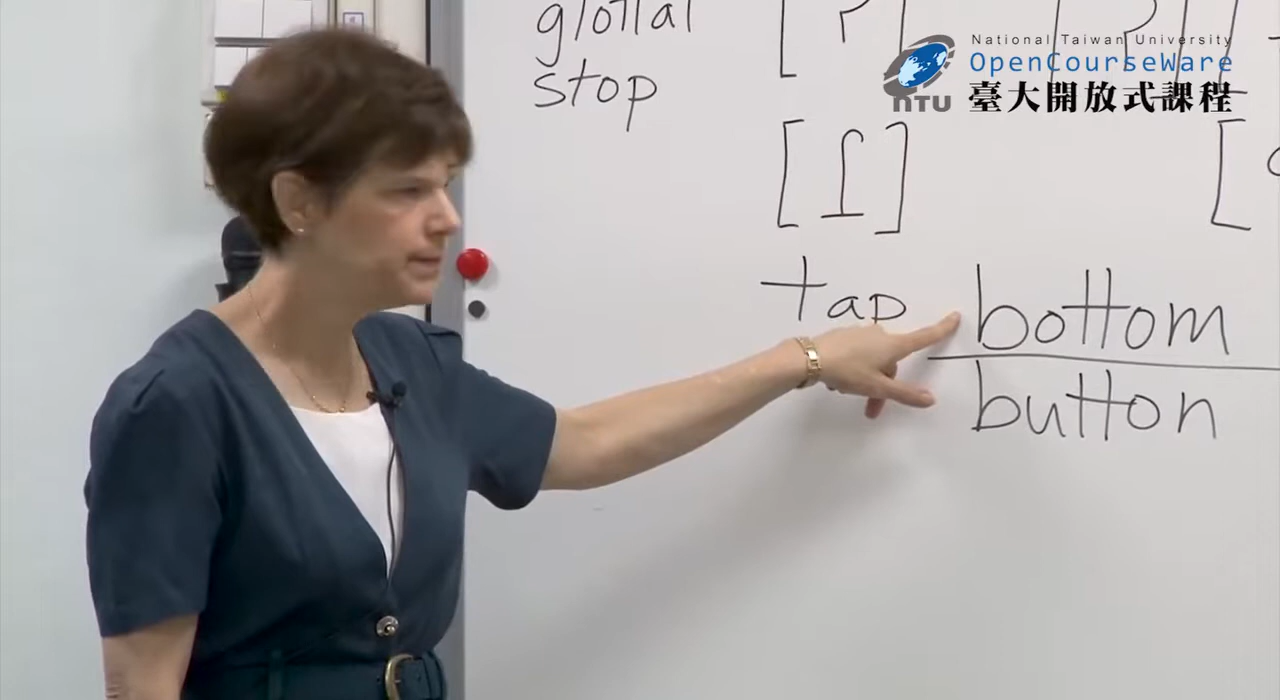 glottal
stop
[ʔ]
National Taiwan University
OpenCourseWare
臺大開放式課程
NTU
[ɾ]
tap
bottom
button